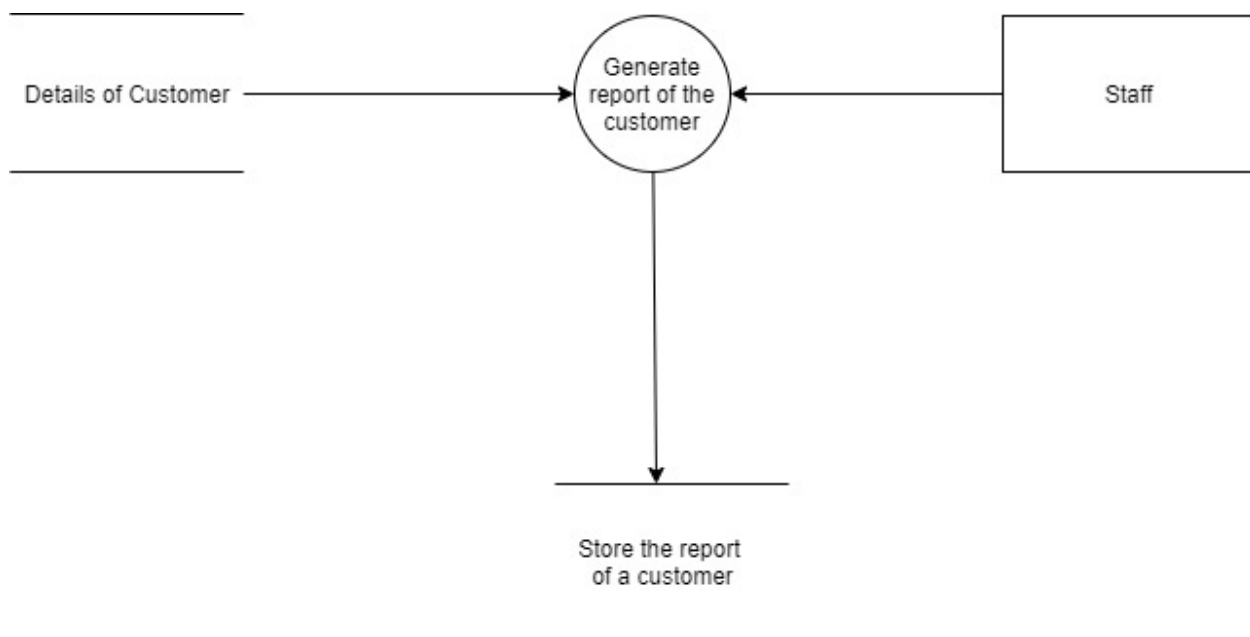 Details of Customer
Generate
report of the
customer
Staff
Store the report
of a customer